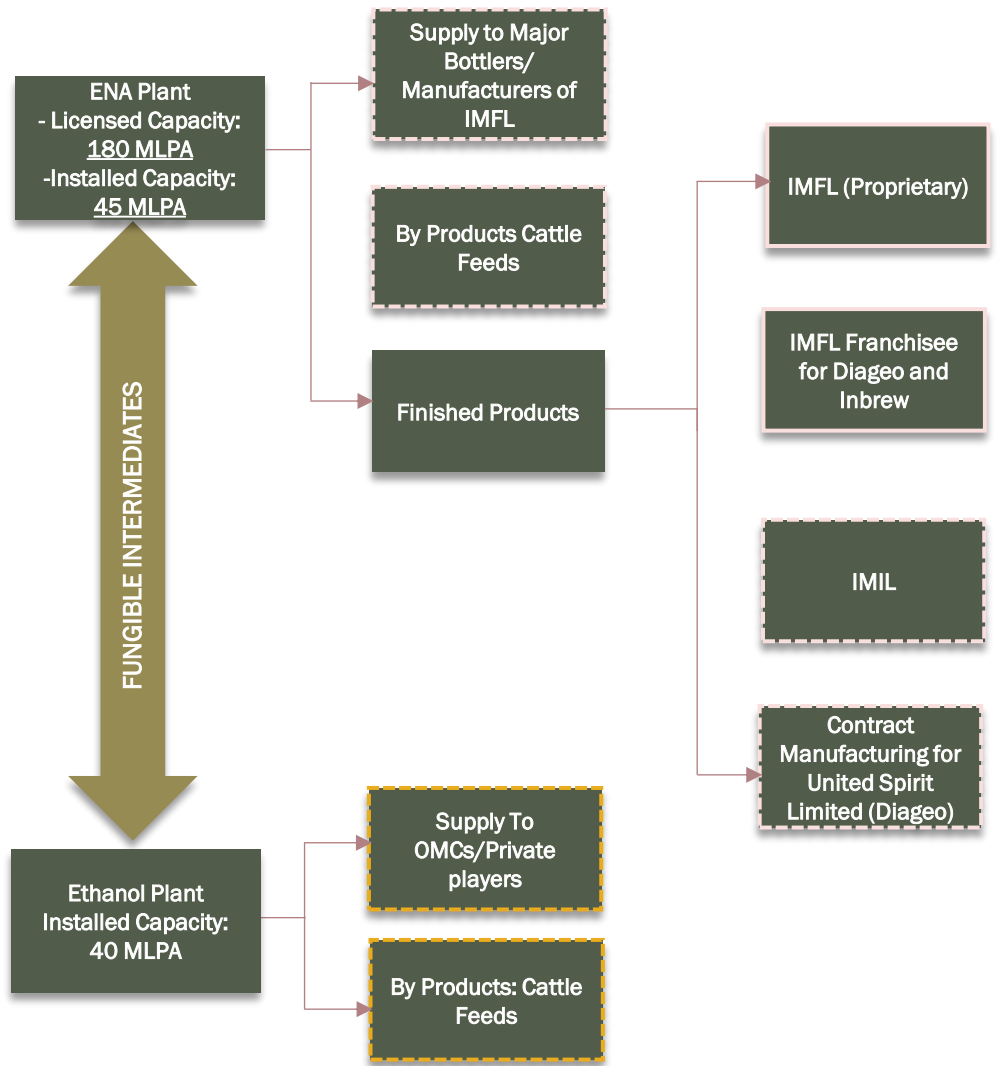 ENA Plant
- Licensed Capacity:
180 MLPA
-Installed Capacity:
45 MLPA
Supply to Major
Bottlers/
Manufacturers of
IMFL
By Products Cattle
Feeds
Finished Products
IMFL (Proprietary)
IMFL Franchisee
for Diageo and
Inbrew
IMIL
Contract
Manufacturing for
United Spirit
Limited (Diageo)
FUNGIBLE INTERMEDIATES
Ethanol Plant
Installed Capacity:
40 MLPA
Supply To
OMCs/Private
players
By Products: Cattle
Feeds